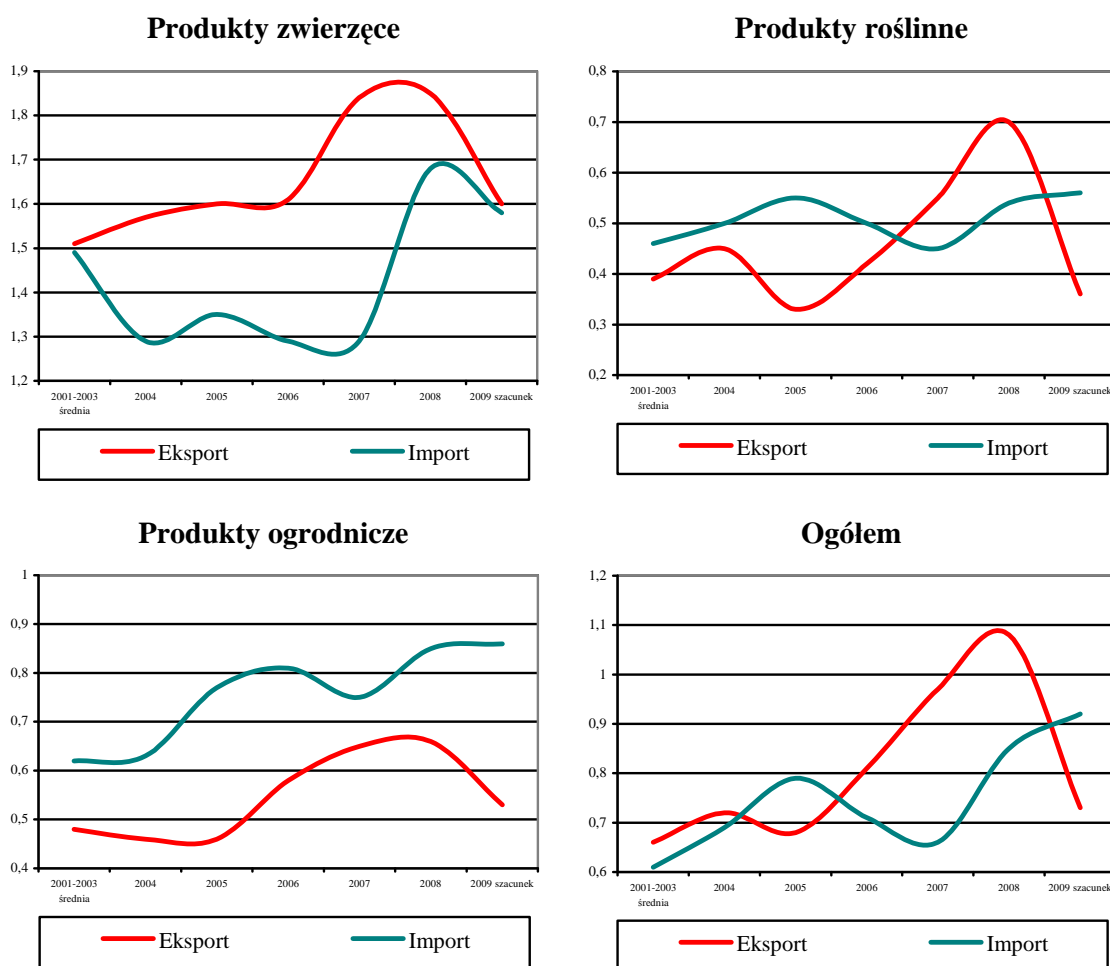 Produkty zwierzęce
1,9
1,8
1,7
1,6
1,5
1,4
1,3
1,2
2001-2003 średnia
2004
2005
2006
2007
2008
2009 szacunek
Eksport
Import
Produkty roślinne
0,8
0,7
0,6
0,5
0,4
0,3
0,2
2001-2003 średnia
2004
2005
2006
2007
2008
2009 szacunek
Eksport
Import
Produkty ogrodnicze
1
0,9
0,8
0,7
0,6
0,5
0,4
2001-2003 średnia
2004
2005
2006
2007
2008
2009 szacunek
Eksport
Import
Ogółem
1,2
1,1
1
0,9
0,8
0,7
0,6
2001-2003 średnia
2004
2005
2006
2007
2008
2009 szacunek
Eksport
Import